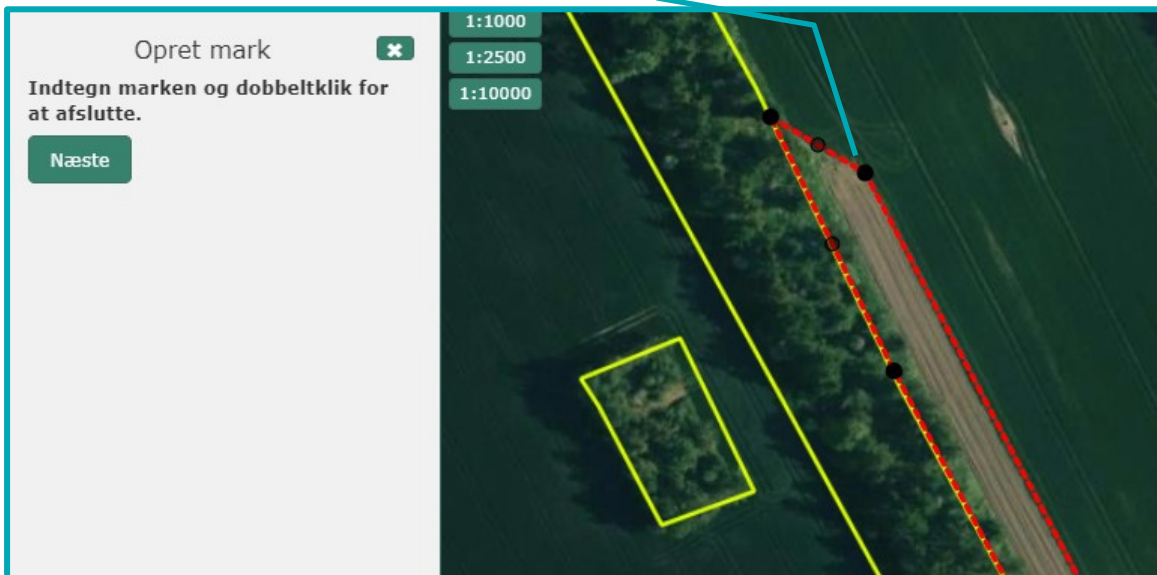 Opret mark
Indtegn marken og dobbeltklik for
at afslutte.
Næste
1:1000
1:2500
1:10000